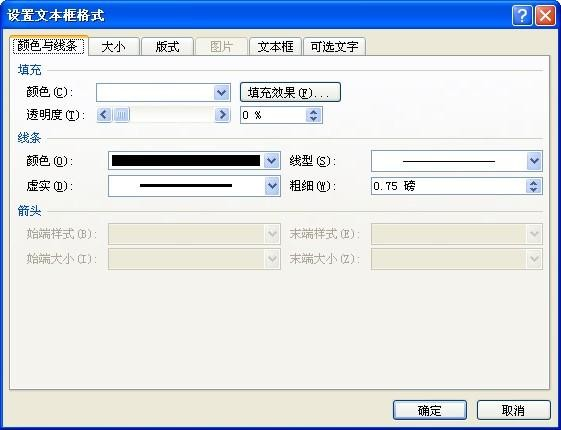 设置文本框格式
颜色与线条 大小 版式 图片 文本框 可选文字
填充
颜色(C): 填充效果(F)...
透明度(T): 0 %
线条
颜色(O): 线型(S):
虚实(D): 粗细(W): 0.75 磅
箭头
始端样式(B): 末端样式(E):
始端大小(I): 末端大小(Z):
确定 取消